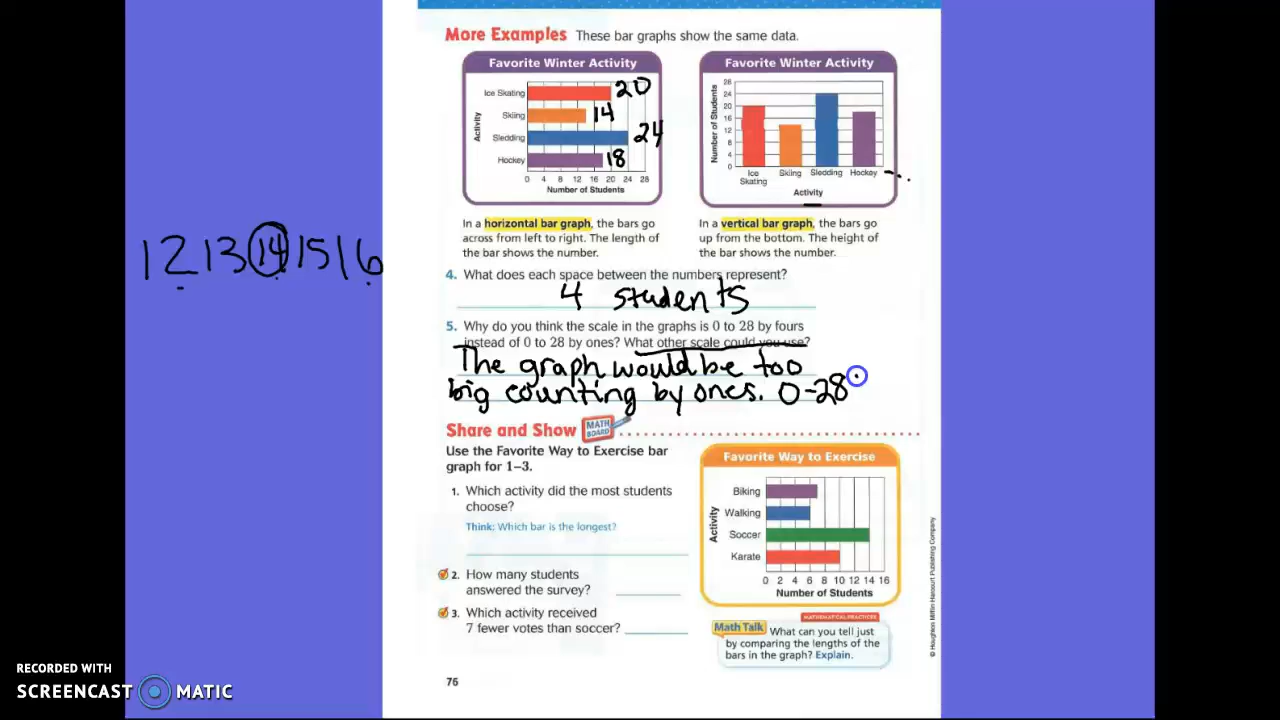 More Examples These bar graphs show the same data.
Favorite Winter Activity
Activity
Ice Skating 20
Skiing 14
Sledding 24
Hockey 18
0 4 8 12 16 20 24 28
Number of Students
Favorite Winter Activity
Number of Students
28
24
20
16
12
8
4
0
Ice Skating Skiing Sledding Hockey
Activity
In a horizontal bar graph, the bars go
across from left to right. The length of
the bar shows the number.
In a vertical bar graph, the bars go
up from the bottom. The height of
the bar shows the number.
12 13 14 15 16
4. What does each space between the numbers represent?
4 students
5. Why do you think the scale in the graphs is 0 to 28 by fours
instead of 0 to 28 by ones? What other scale could you use?
The graph would be too
big counting by ones. 0-28
Share and Show MATH BOARD
Use the Favorite Way to Exercise bar
graph for 1–3.
1. Which activity did the most students
choose?
Think: Which bar is the longest?
2. How many students
answered the survey?
3. Which activity received
7 fewer votes than soccer?
Favorite Way to Exercise
Activity
Biking
Walking
Soccer
Karate
0 2 4 6 8 10 12 14 16
Number of Students
MATHEMATICAL PRACTICES
Math Talk What can you tell just
by comparing the lengths of the
bars in the graph? Explain.
© Houghton Mifflin Harcourt Publishing Company
76
RECORDED WITH
SCREENCAST MATIC